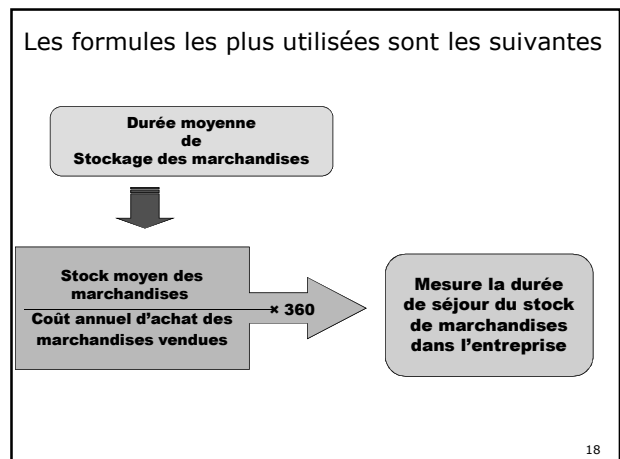 Les formules les plus utilisées sont les suivantes
Durée moyenne
de
Stockage des marchandises
Stock moyen des
marchandises
Coût annuel d’achat des
marchandises vendues
× 360
Mesure la durée
de séjour du stock
de marchandises
dans l’entreprise
18